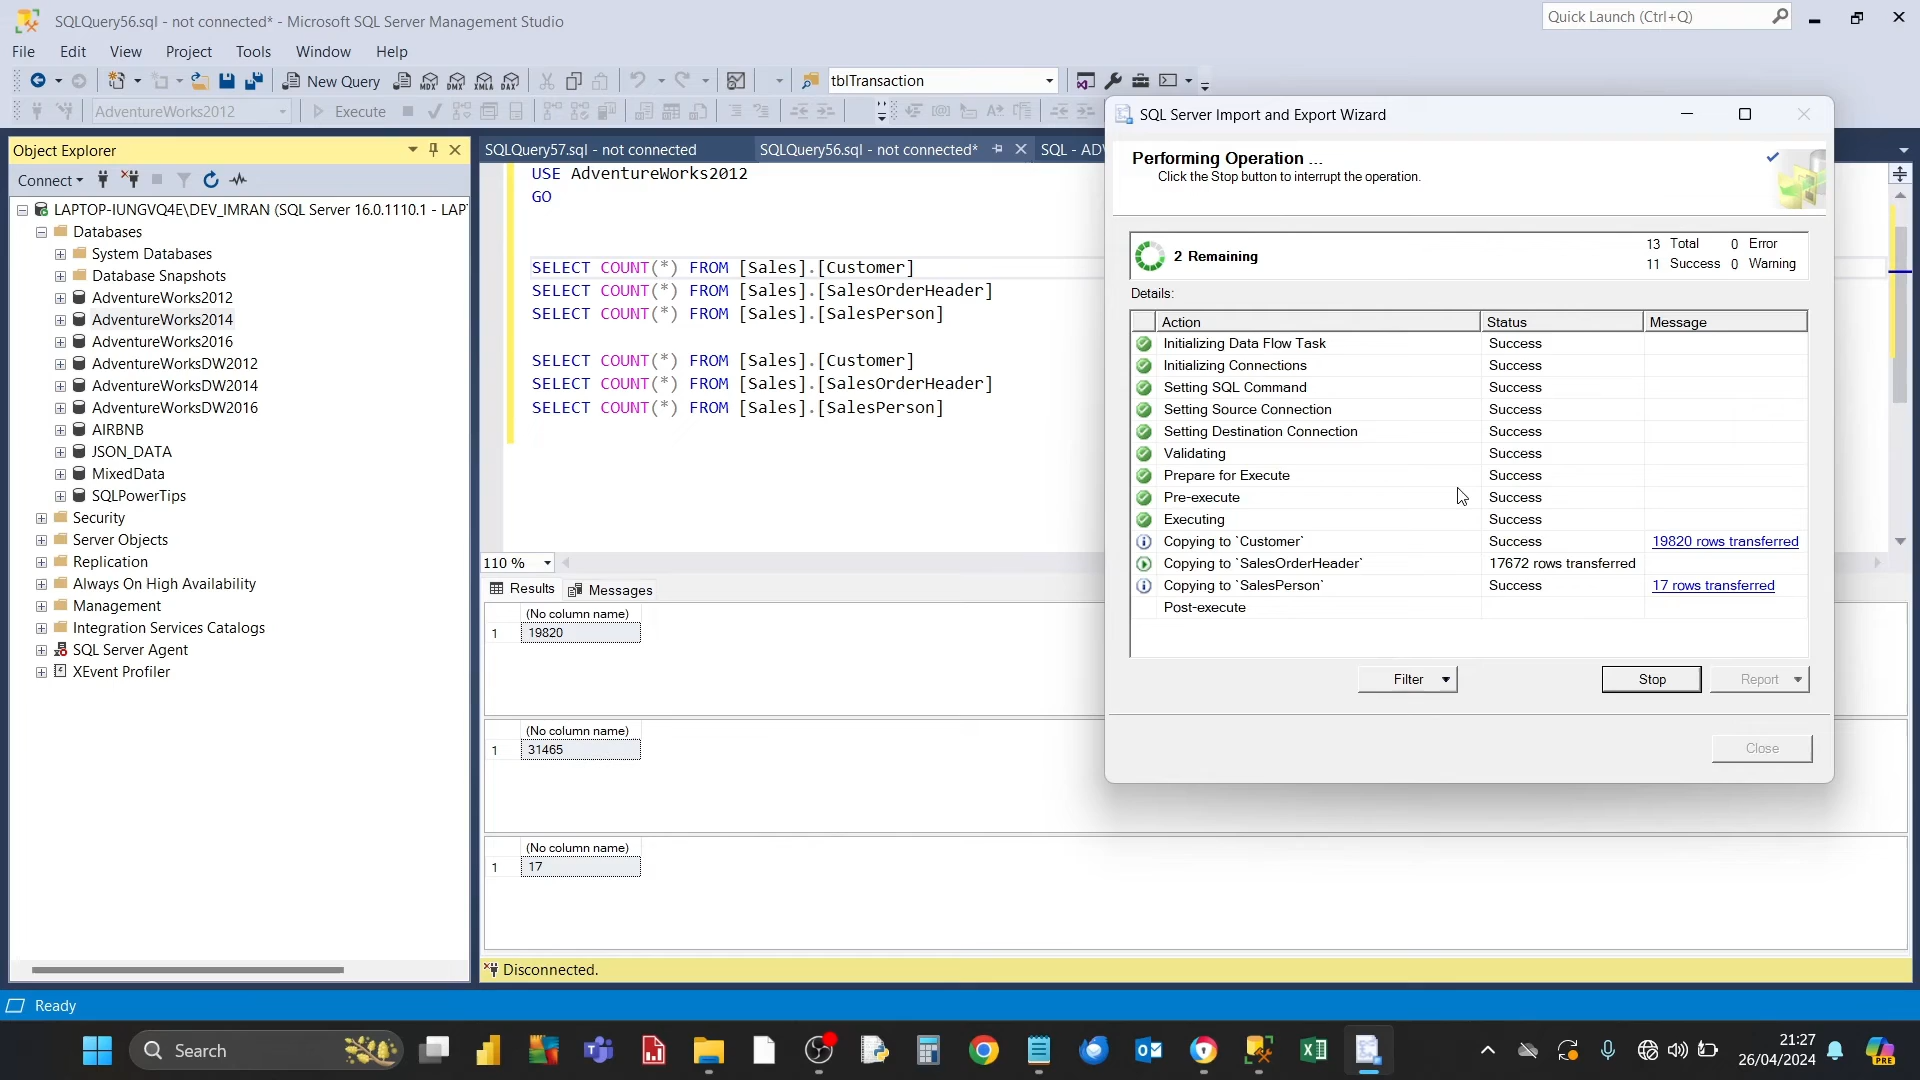 SQLQuery56.sql - not connected* - Microsoft SQL Server Management Studio
Quick Launch (Ctrl+Q)
File Edit View Project Tools Window Help
New Query
MDX DMX XMLA DAX
tblTransaction
AdventureWorks2012
Execute
Object Explorer
Connect
LAPTOP-IUNGVQ4E\DEV_IMRAN (SQL Server 16.0.1110.1 - LAP
Databases
System Databases
Database Snapshots
AdventureWorks2012
AdventureWorks2014
AdventureWorks2016
AdventureWorksDW2012
AdventureWorksDW2014
AdventureWorksDW2016
AIRBNB
JSON_DATA
MixedData
SQLPowerTips
Security
Server Objects
Replication
Always On High Availability
Management
Integration Services Catalogs
SQL Server Agent
XEvent Profiler
SQLQuery57.sql - not connected
SQLQuery56.sql - not connected*
SQL - AD
USE AdventureWorks2012
GO
SELECT COUNT(*) FROM [Sales].[Customer]
SELECT COUNT(*) FROM [Sales].[SalesOrderHeader]
SELECT COUNT(*) FROM [Sales].[SalesPerson]
SELECT COUNT(*) FROM [Sales].[Customer]
SELECT COUNT(*) FROM [Sales].[SalesOrderHeader]
SELECT COUNT(*) FROM [Sales].[SalesPerson]
110 %
Results Messages
(No column name)
1 19820
(No column name)
1 31465
(No column name)
1 17
Disconnected.
SQL Server Import and Export Wizard
Performing Operation ...
Click the Stop button to interrupt the operation.
2 Remaining
13 Total 0 Error
11 Success 0 Warning
Details:
Action Status Message
Initializing Data Flow Task Success
Initializing Connections Success
Setting SQL Command Success
Setting Source Connection Success
Setting Destination Connection Success
Validating Success
Prepare for Execute Success
Pre-execute Success
Executing Success
Copying to `Customer` Success 19820 rows transferred
Copying to `SalesOrderHeader` 17672 rows transferred
Copying to `SalesPerson` Success 17 rows transferred
Post-execute
Filter Stop Report
Close
Ready
Search
21:27
26/04/2024
PRE